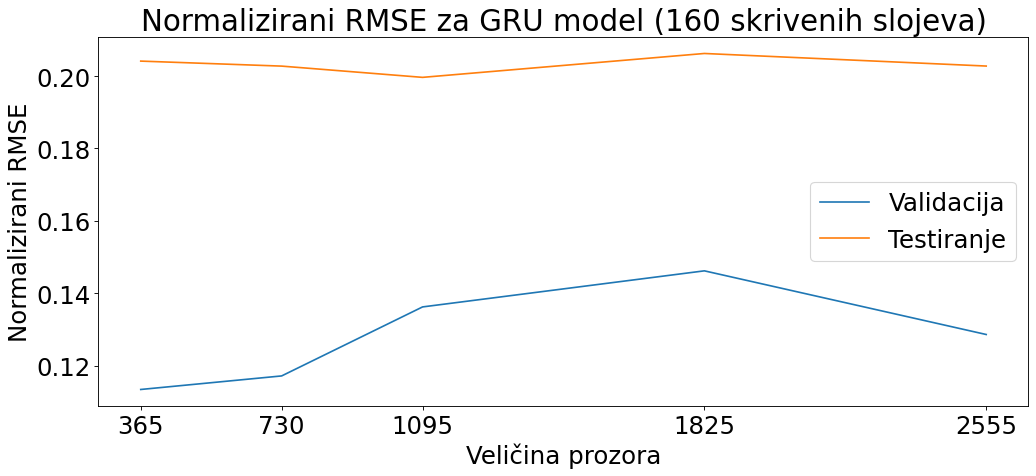 Normalizirani RMSE za GRU model (160 skrivenih slojeva)
Normalizirani RMSE
0.20
0.18
0.16
0.14
0.12
Validacija
Testiranje
365 730 1095 1825 2555
Veličina prozora